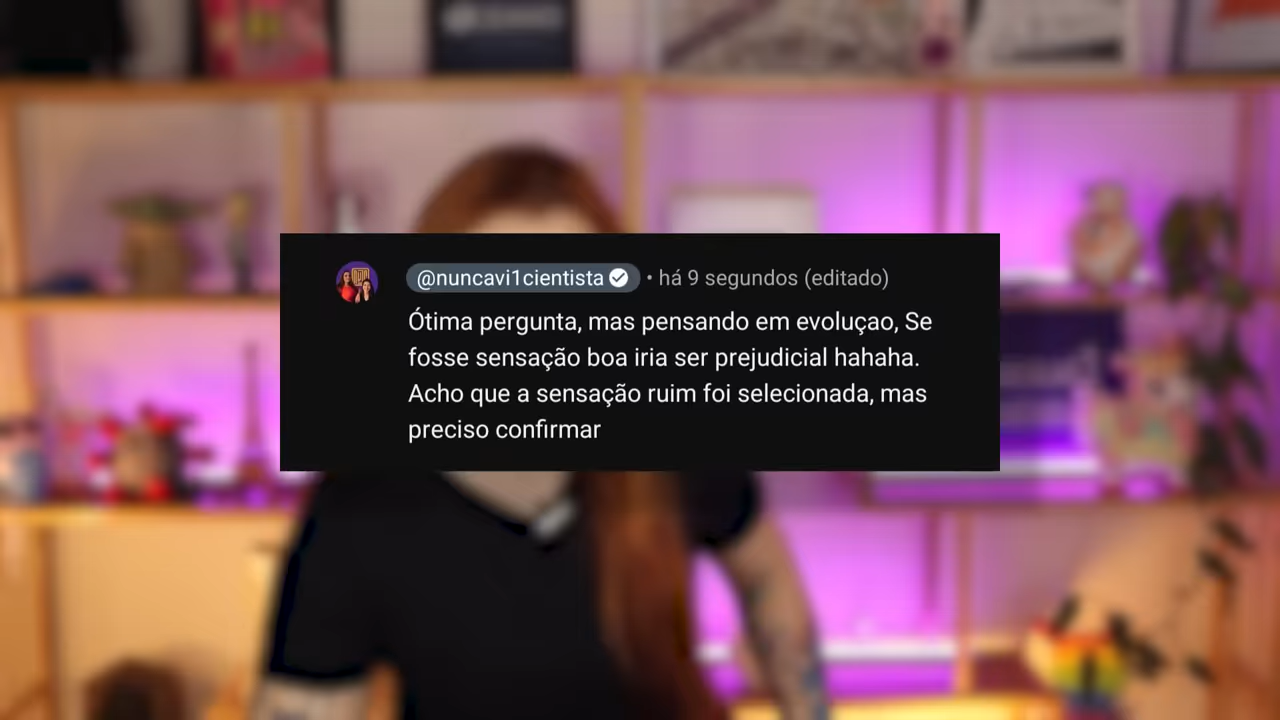 @nuncavi1cientista • há 9 segundos (editado)
Ótima pergunta, mas pensando em evoluçao, Se
fosse sensação boa iria ser prejudicial hahaha.
Acho que a sensação ruim foi selecionada, mas
preciso confirmar